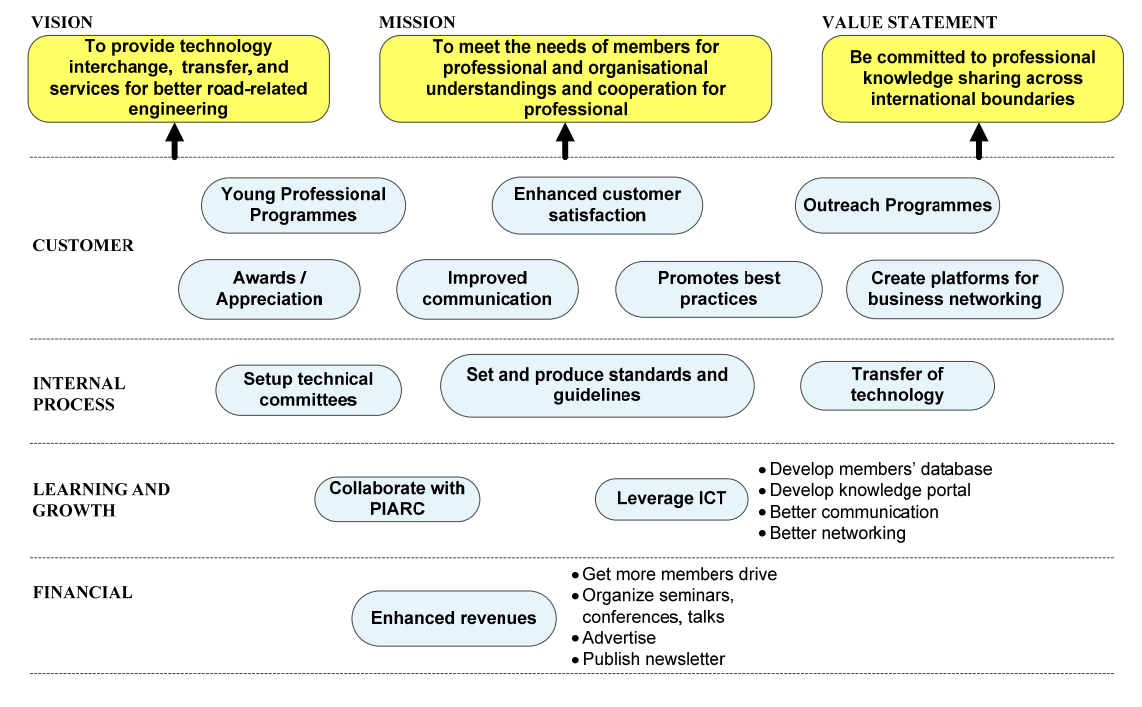 VISION
MISSION
VALUE STATEMENT
To provide technology
interchange, transfer, and
services for better road-related
engineering
To meet the needs of members for
professional and organisational
understandings and cooperation for
professional
Be committed to professional
knowledge sharing across
international boundaries
CUSTOMER
Young Professional
Programmes
Enhanced customer
satisfaction
Outreach Programmes
Awards /
Appreciation
Improved
communication
Promotes best
practices
Create platforms for
business networking
INTERNAL
PROCESS
Setup technical
committees
Set and produce standards and
guidelines
Transfer of
technology
LEARNING AND
GROWTH
Collaborate with
PIARC
Leverage ICT
• Develop members' database
• Develop knowledge portal
• Better communication
• Better networking
FINANCIAL
Enhanced revenues
• Get more members drive
• Organize seminars,
conferences, talks
• Advertise
• Publish newsletter